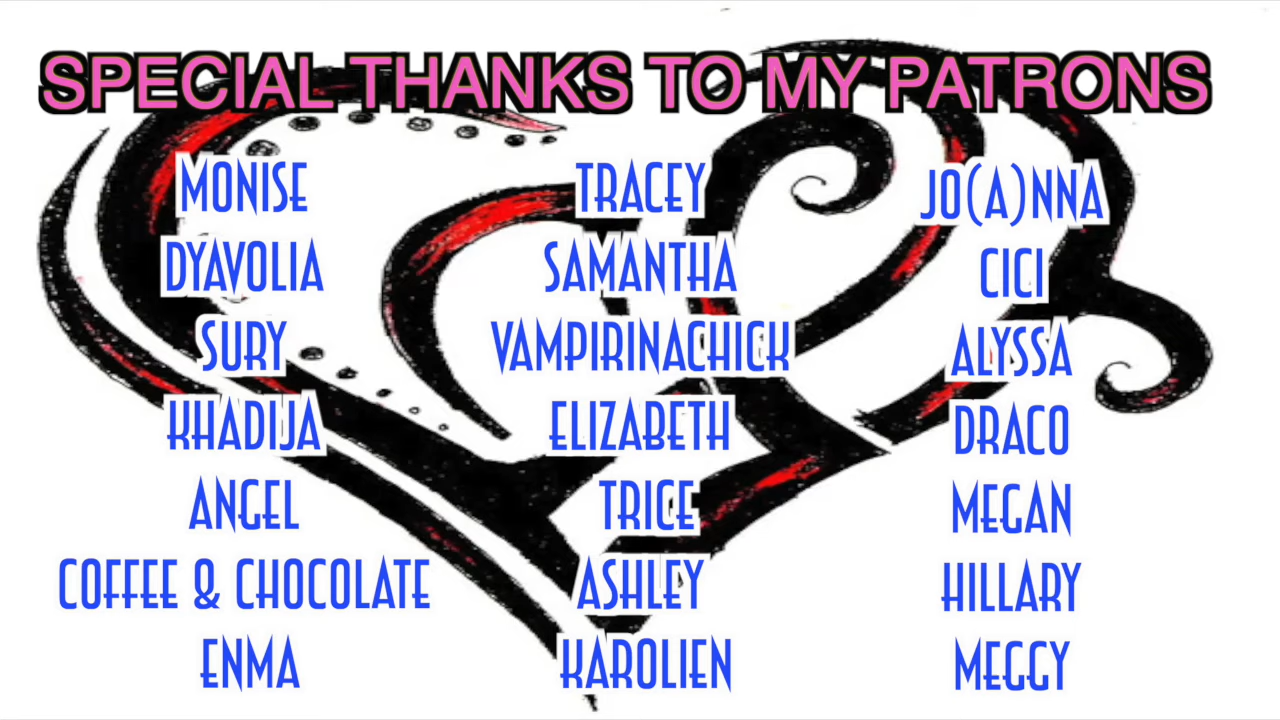 SPECIAL THANKS TO MY PATRONS
MONISE
DYAVOLIA
SURY
KHADIJA
ANGEL
COFFEE & CHOCOLATE
ENMA
TRACEY
SAMANTHA
VAMPIRINACHICK
ELIZABETH
TRICE
ASHLEY
KAROLIEN
JO(A)NNA
CICI
ALYSSA
DRACO
MEGAN
HILLARY
MEGGY